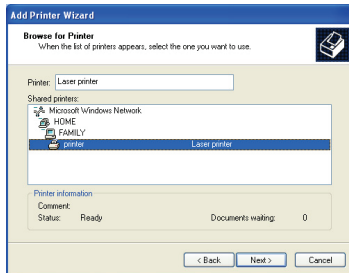 Add Printer Wizard
Browse for Printer
When the list of printers appears, select the one you want to use.
Printer: Laser printer
Shared printers:
Microsoft Windows Network
HOME
FAMILY
printer Laser printer
Printer information
Comment:
Status: Ready Documents waiting: 0
< Back Next > Cancel